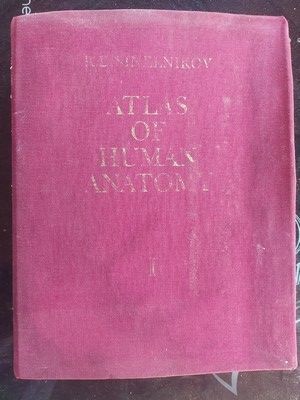 R.D. SINELNIKOV
ATLAS
OF
HUMAN
ANATOMY
I